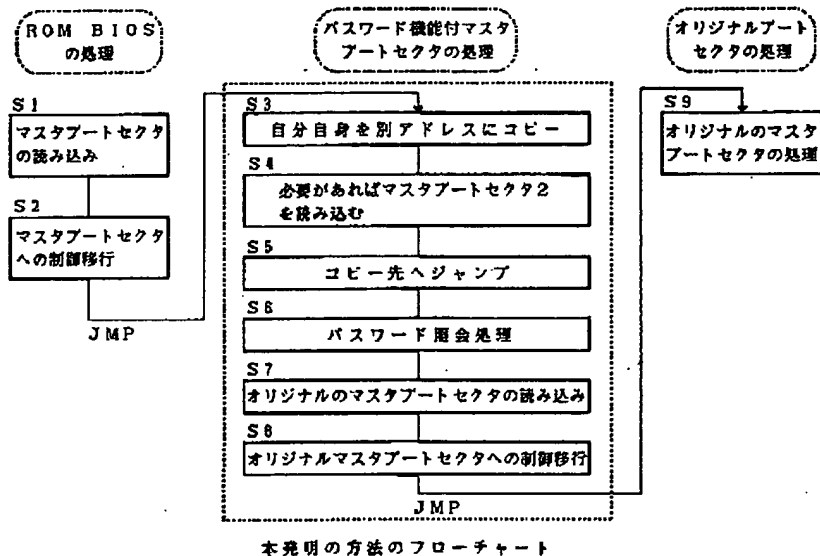 ROM BIOS
の処理
パスワード機能付マスタ
ブートセクタの処理
オリジナルブート
セクタの処理
S1
マスタブートセクタ
の読み込み
S2
マスタブートセクタ
への制御移行
JMP
S3
自分自身を別アドレスにコピー
S4
必要があればマスタブートセクタ2
を読み込む
S5
コピー先へジャンプ
S6
パスワード照会処理
S7
オリジナルのマスタブートセクタの読み込み
S8
オリジナルマスタブートセクタへの制御移行
JMP
S9
オリジナルのマスタ
ブートセクタの処理
本発明の方法のフローチャート